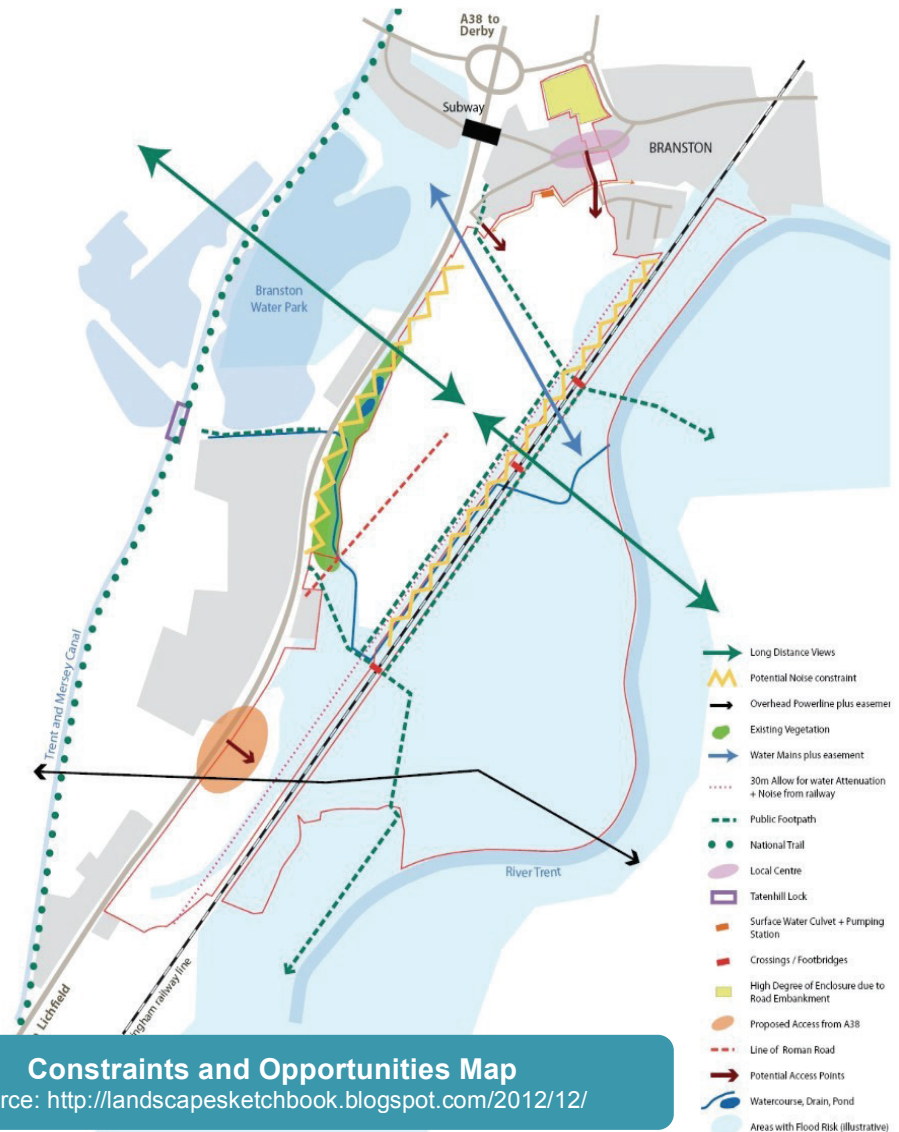 A38 to
Derby
Subway
BRANSTON
Branston
Water Park
Trent and Mersey Canal
River Trent
Lichfield
railway line
Long Distance Views
Potential Noise constraint
Overhead Powerline plus
Existing Vegetation
Water Mains plus easement
30m Allow for water Attenuation
+ Noise from railway
Public Footpath
National Trail
Local Centre
Tatenhill Lock
Surface Water Culvet + Pumping
Station
Crossings / Footbridges
High Degree of Enclosure due to
Road Embankment
Proposed Access from A38
Line of Roman Road
Potential Access Points
Watercourse, Drain, Pond
Areas with Flood Risk (illustrative)
Constraints and Opportunities Map
rce: http://landscapesketchbook.blogspot.com/2012/12/